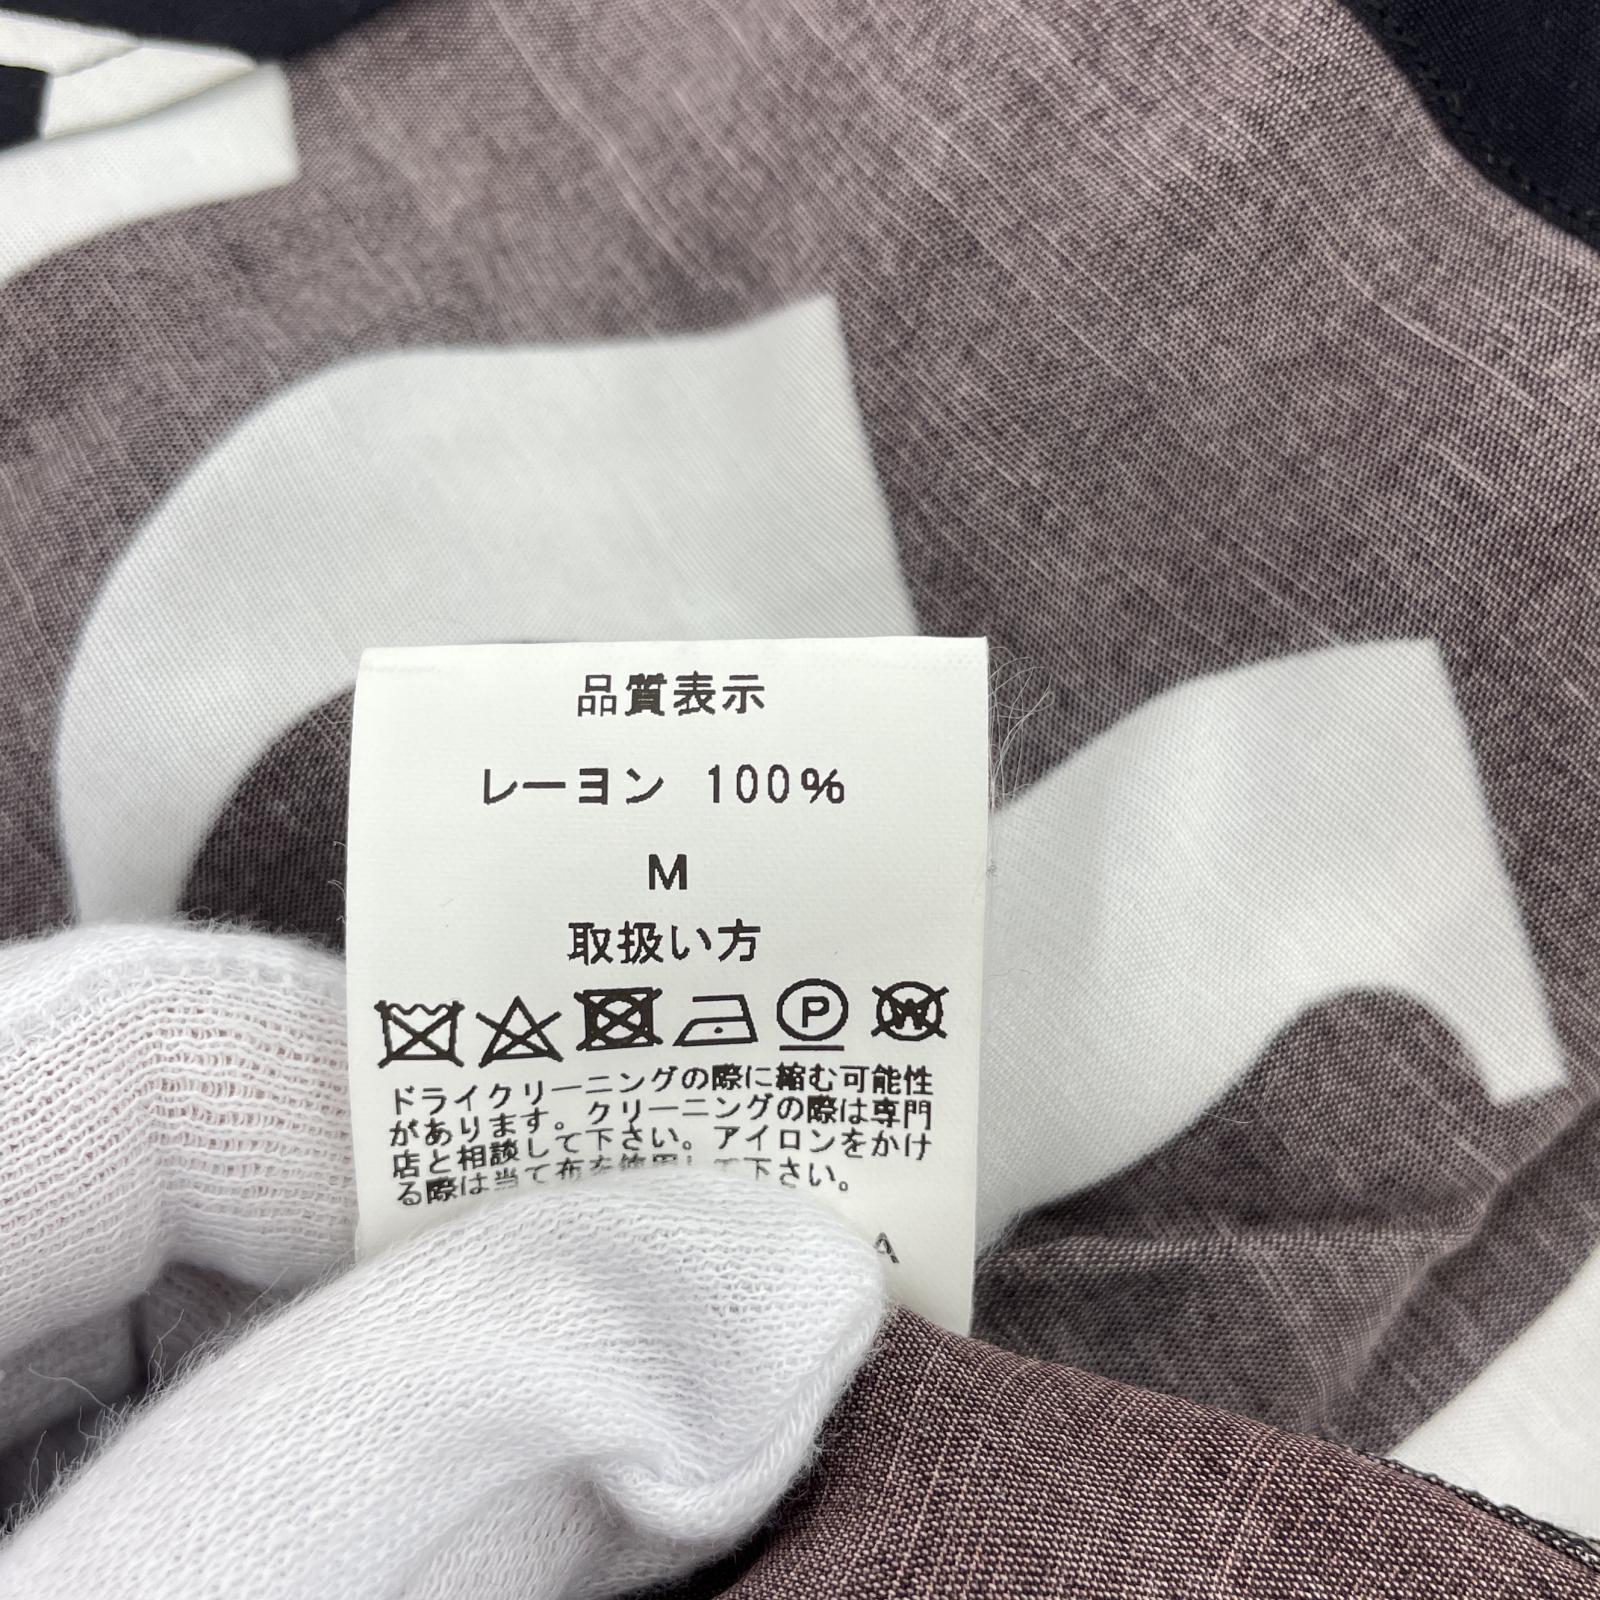 品質表示
レーヨン 100%
M
取扱い方
P W
ドライクリーニングの際に縮む可能性
があります。クリーニングの際は専門
店と相談して下さい。アイロンをかけ
る際は当て布を使用して下さい。
A